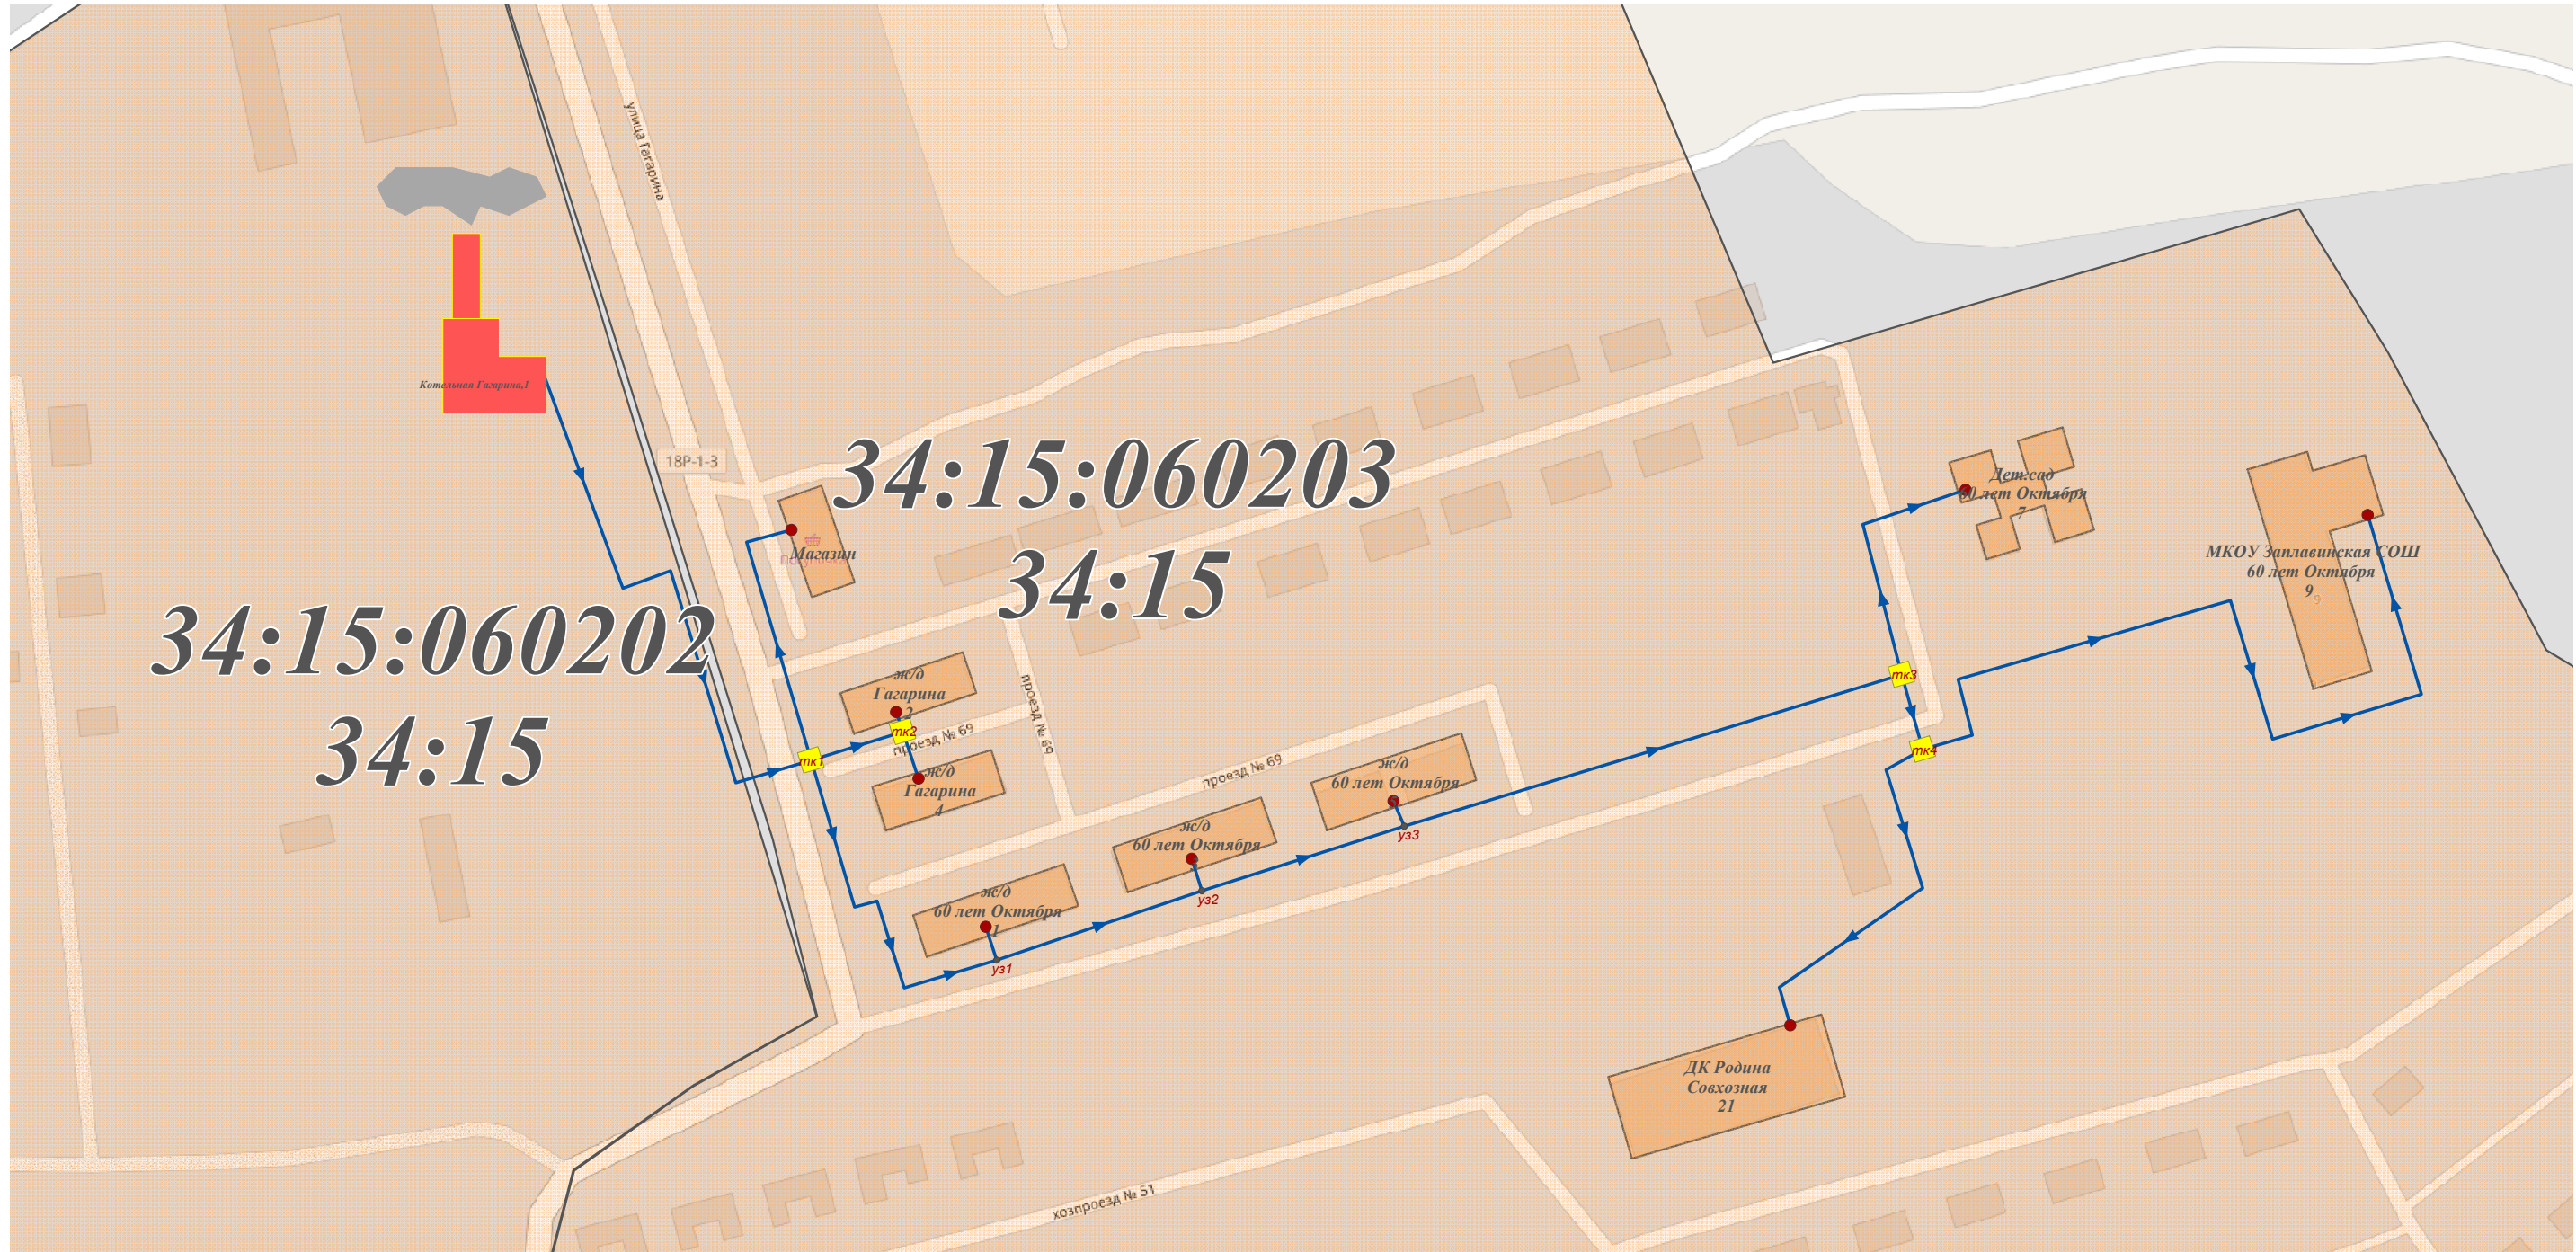 улица Гагарина
Котельная Гагарина,1
18Р-1-3
34:15:060203
34:15
34:15:060202
34:15
Магазин
Дет.сад
60 лет Октября
7
МКОУ Заплавинская СОШ
60 лет Октября
9
9
ж/д
Гагарина
2
тк2
проезд № 69
проезд № 69
тк1
ж/д
Гагарина
4
тк3
тк4
проезд № 69
ж/д
60 лет Октября
уз3
ж/д
60 лет Октября
уз2
ж/д
60 лет Октября
1
уз1
ДК Родина
Совхозная
21
хозпроезд № 51